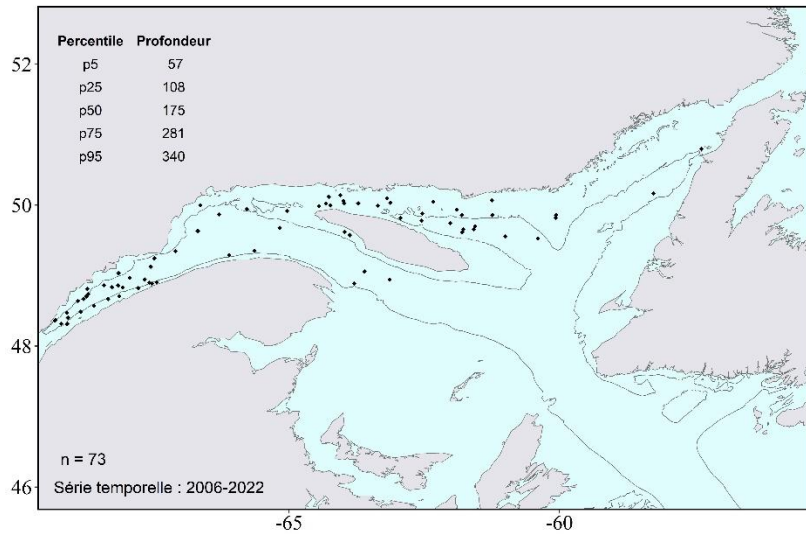 Percentile Profondeur
p5 57
p25 108
p50 175
p75 281
p95 340
52
50
48
46
n = 73
Série temporelle : 2006-2022
-65 -60